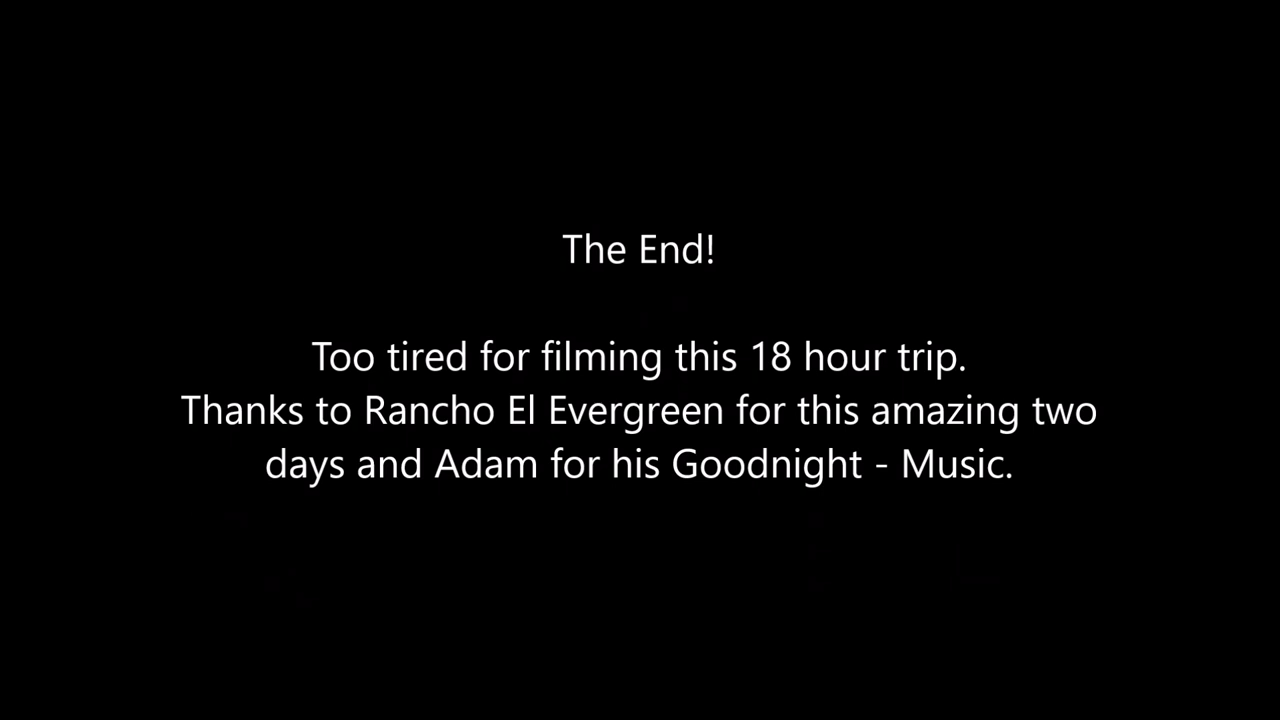 The End!
Too tired for filming this 18 hour trip.
Thanks to Rancho El Evergreen for this amazing two
days and Adam for his Goodnight - Music.